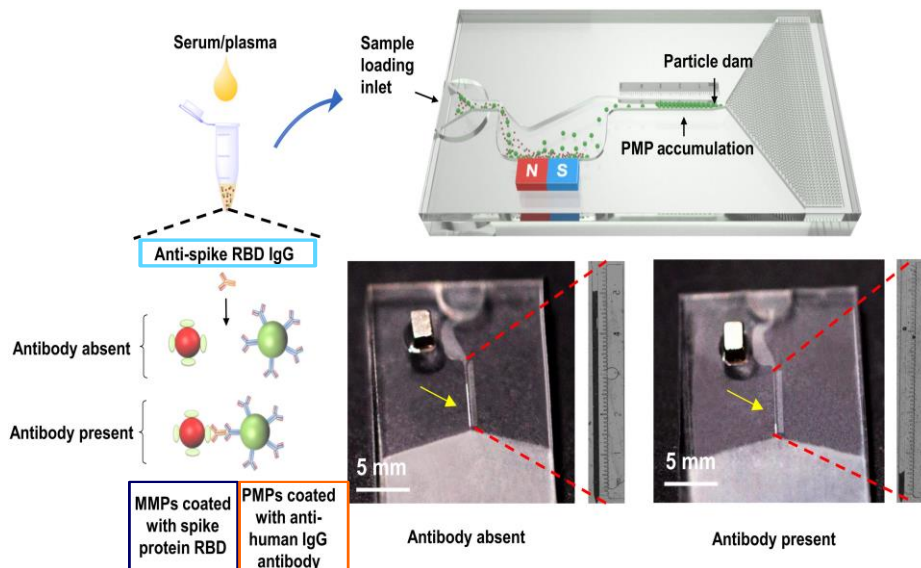 Serum/plasma
Sample
loading
inlet
Particle dam
PMP accumulation
N S
Anti-spike RBD IgG
Antibody absent
Antibody present
MMPs coated
with spike
protein RBD
PMPs coated
with anti-
human IgG
antibody
5 mm
Antibody absent
5 mm
Antibody present